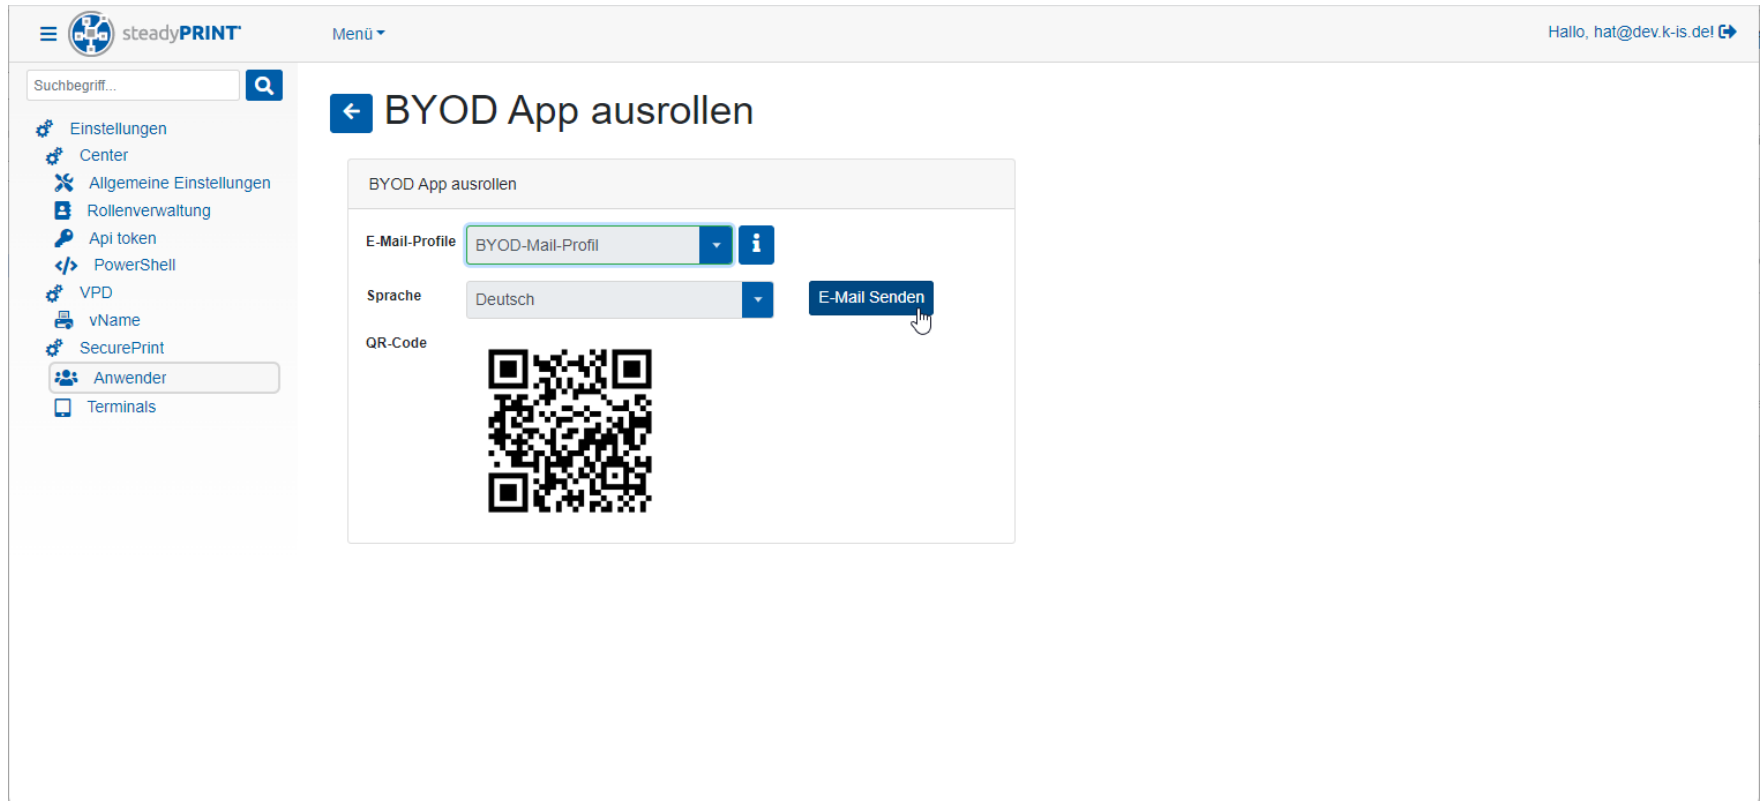 steadyPRINT
Menü
Hallo, hat@dev.k-is.de!
Suchbegriff...
Einstellungen
Center
Allgemeine Einstellungen
Rollenverwaltung
Api token
PowerShell
VPD
vName
SecurePrint
Anwender
Terminals
BYOD App ausrollen
BYOD App ausrollen
E-Mail-Profile
BYOD-Mail-Profil
Sprache
Deutsch
E-Mail Senden
QR-Code